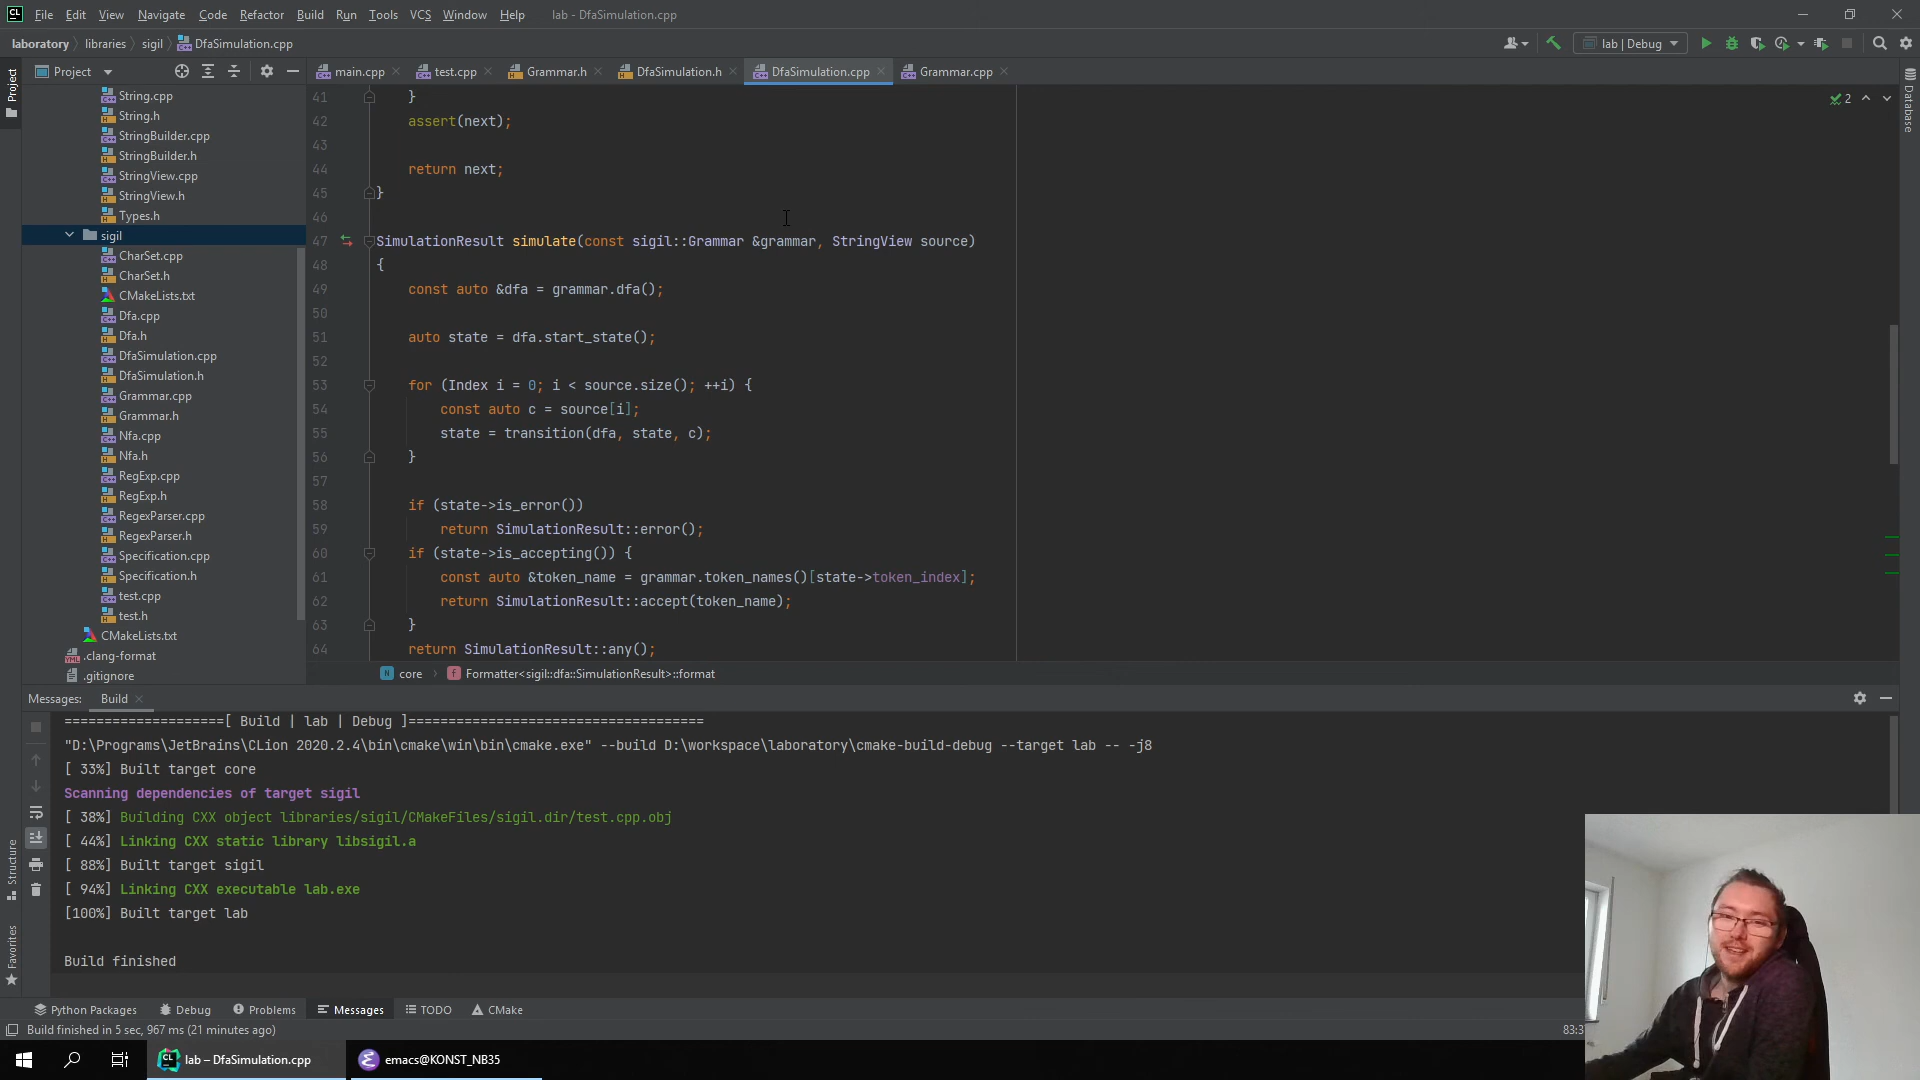 CL File Edit View Navigate Code Refactor Build Run Tools VCS Window Help lab - DfaSimulation.cpp
laboratory libraries sigil DfaSimulation.cpp lab | Debug
Project Project main.cpp test.cpp Grammar.h DfaSimulation.h DfaSimulation.cpp Grammar.cpp Database
String.cpp
String.h
StringBuilder.cpp
StringBuilder.h
StringView.cpp
StringView.h
Types.h
sigil
CharSet.cpp
CharSet.h
CMakeLists.txt
Dfa.cpp
Dfa.h
DfaSimulation.cpp
DfaSimulation.h
Grammar.cpp
Grammar.h
Nfa.cpp
Nfa.h
RegExp.cpp
RegExp.h
RegexParser.cpp
RegexParser.h
Specification.cpp
Specification.h
test.cpp
test.h
CMakeLists.txt
.clang-format
.gitignore
2
41 }
42 assert(next);
43
44 return next;
45 }
46
47 SimulationResult simulate(const sigil::Grammar &grammar, StringView source)
48 {
49 const auto &dfa = grammar.dfa();
50
51 auto state = dfa.start_state();
52
53 for (Index i = 0; i < source.size(); ++i) {
54 const auto c = source[i];
55 state = transition(dfa, state, c);
56 }
57
58 if (state->is_error())
59 return SimulationResult::error();
60 if (state->is_accepting()) {
61 const auto &token_name = grammar.token_names()[state->token_index];
62 return SimulationResult::accept(token_name);
63 }
64 return SimulationResult::any();
N core f Formatter<sigil::dfa::SimulationResult>::format
Messages: Build
====================[ Build | lab | Debug ]=====================================
"D:\Programs\JetBrains\CLion 2020.2.4\bin\cmake\win\bin\cmake.exe" --build D:\workspace\laboratory\cmake-build-debug --target lab -- -j8
[ 33%] Built target core
Scanning dependencies of target sigil
[ 38%] Building CXX object libraries/sigil/CMakeFiles/sigil.dir/test.cpp.obj
[ 44%] Linking CXX static library libsigil.a
[ 88%] Built target sigil
[ 94%] Linking CXX executable lab.exe
[100%] Built target lab
Build finished
Structure
Favorites
Python Packages Debug Problems Messages TODO CMake
Build finished in 5 sec, 967 ms (21 minutes ago) 83:3
CL lab – DfaSimulation.cpp emacs@KONST_NB35